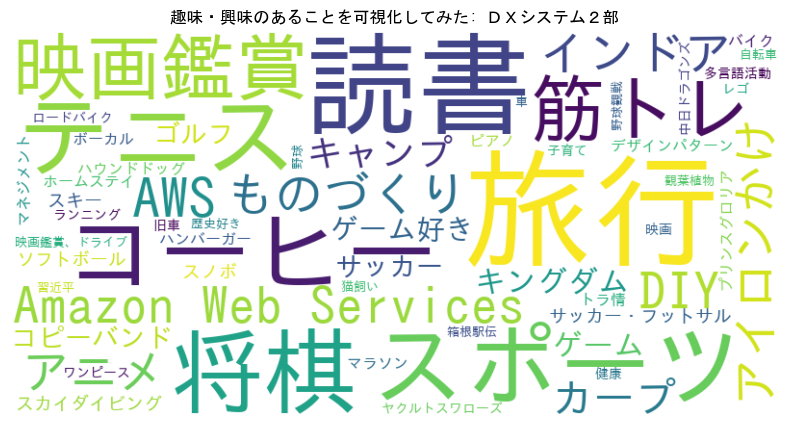 趣味・興味のあることを可視化してみた: ＤＸシステム２部
映画鑑賞
読書
インドア
バイク
自転車
中日ドラゴンズ
多言語活動
レゴ
テニス
筋トレ
車
野球観戦
ロードバイク
ボーカル
ゴルフ
キャンプ
ピアノ
子育て
デザインパターン
マネジメント
ハウンドドッグ
ホームステイ
野球
AWS
ものづくり
旅行
観葉植物
プリンスグロリア
アイロンかけ
スキー
ランニング
旧車
歴史好き
ハンバーガー
ゲーム好き
映画
コーヒー
サッカー
映画鑑賞、ドライブ
ソフトボール
スノボ
習近平
猫飼い
キングダム
トラ情
DIY
Amazon Web Services
サッカー・フットサル
コピーバンド
将棋
箱根駅伝
スポーツ
ゲーム
アニメ
ワンピース
マラソン
健康
カープ
スカイダイビング
ヤクルトスワローズ